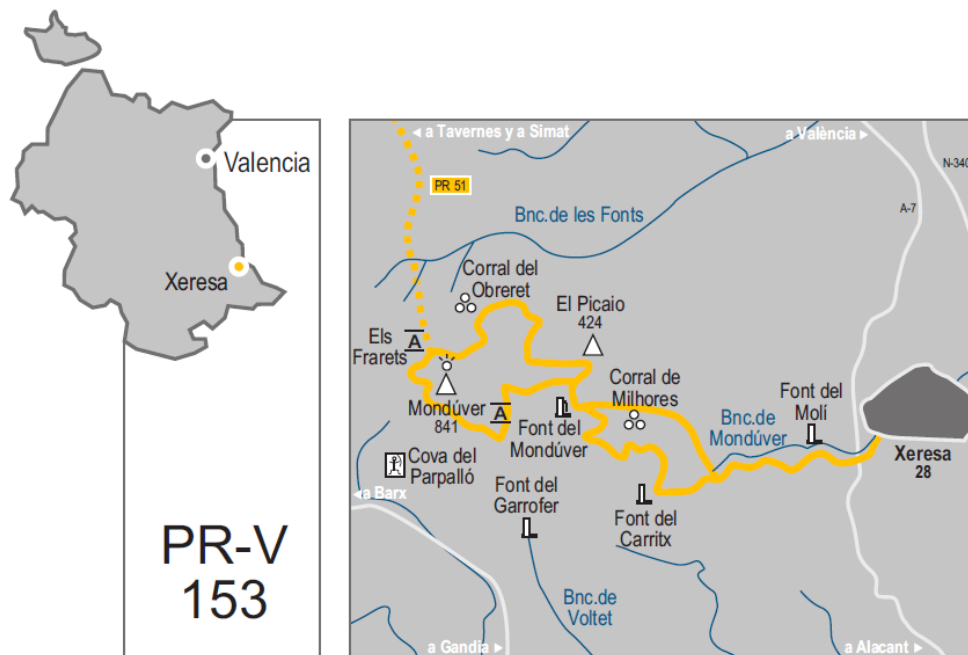 Valencia
Xeresa
PR-V
153
◄ a Tavernes y a Simat
a València ►
N-340
PR 51
A-7
Bnc.de les Fonts
Corral del
Obreret
El Picaio
424
Els
Frarets
A
Mondúver
841
A
Font del
Mondúver
Corral de
Milhores
Font del
Molí
Bnc.de
Mondúver
Xeresa
28
Cova del
Parpalló
◄a Barx
Font del
Garrofer
Font del
Carritx
Bnc.de
Voltet
a Gandia ►
a Alacant ►